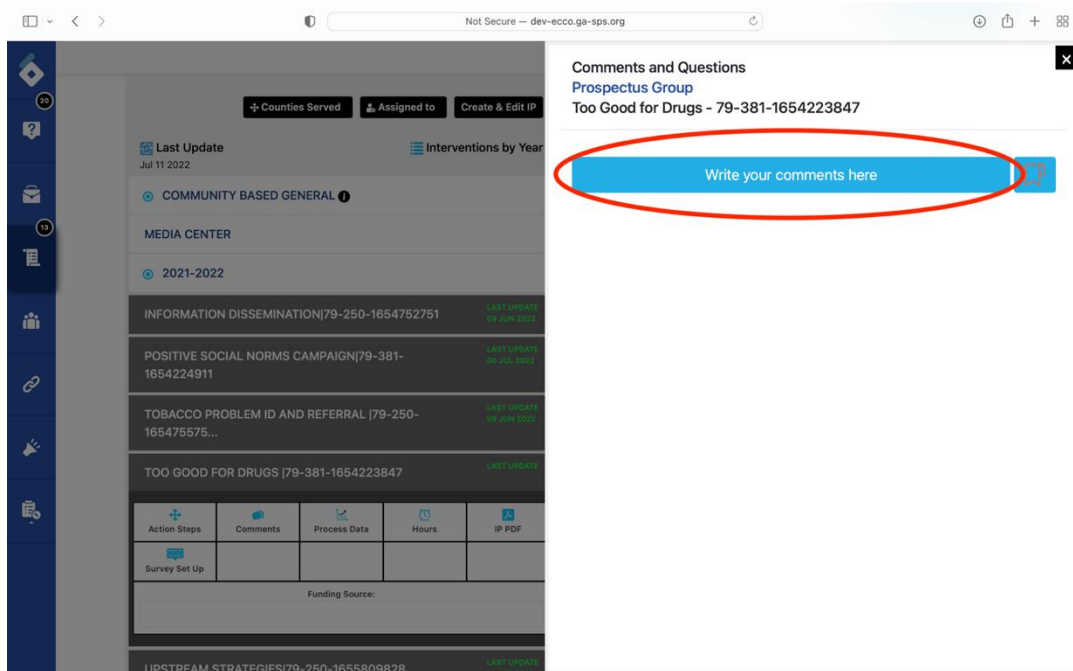 Not Secure — dev-ecco.ga-sps.org
Comments and Questions
Prospectus Group
Too Good for Drugs - 79-381-1654223847
x
Write your comments here
20
13
Counties Served
Assigned to
Create & Edit IP
Last Update
Jul 11 2022
Interventions by Year
COMMUNITY BASED GENERAL
MEDIA CENTER
2021-2022
INFORMATION DISSEMINATION|79-250-1654752751
LAST UPDATE
09 JUN 2022
POSITIVE SOCIAL NORMS CAMPAIGN|79-381-
1654224911
LAST UPDATE
06 JUL 2022
TOBACCO PROBLEM ID AND REFERRAL |79-250-
165475575...
LAST UPDATE
09 JUN 2022
TOO GOOD FOR DRUGS |79-381-1654223847
LAST UPDATE
Action Steps
Comments
Process Data
Hours
IP PDF
Survey Set Up
Funding Source:
UPSTREAM STRATEGIES|79-250-1655809828
LAST UPDATE